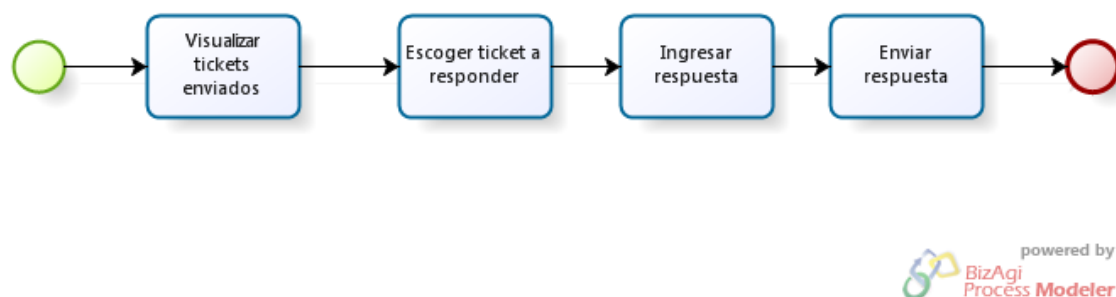 Visualizar
tickets
enviados
Escoger ticket a
responder
Ingresar
respuesta
Enviar
respuesta
powered by
BizAgi
Process Modeler